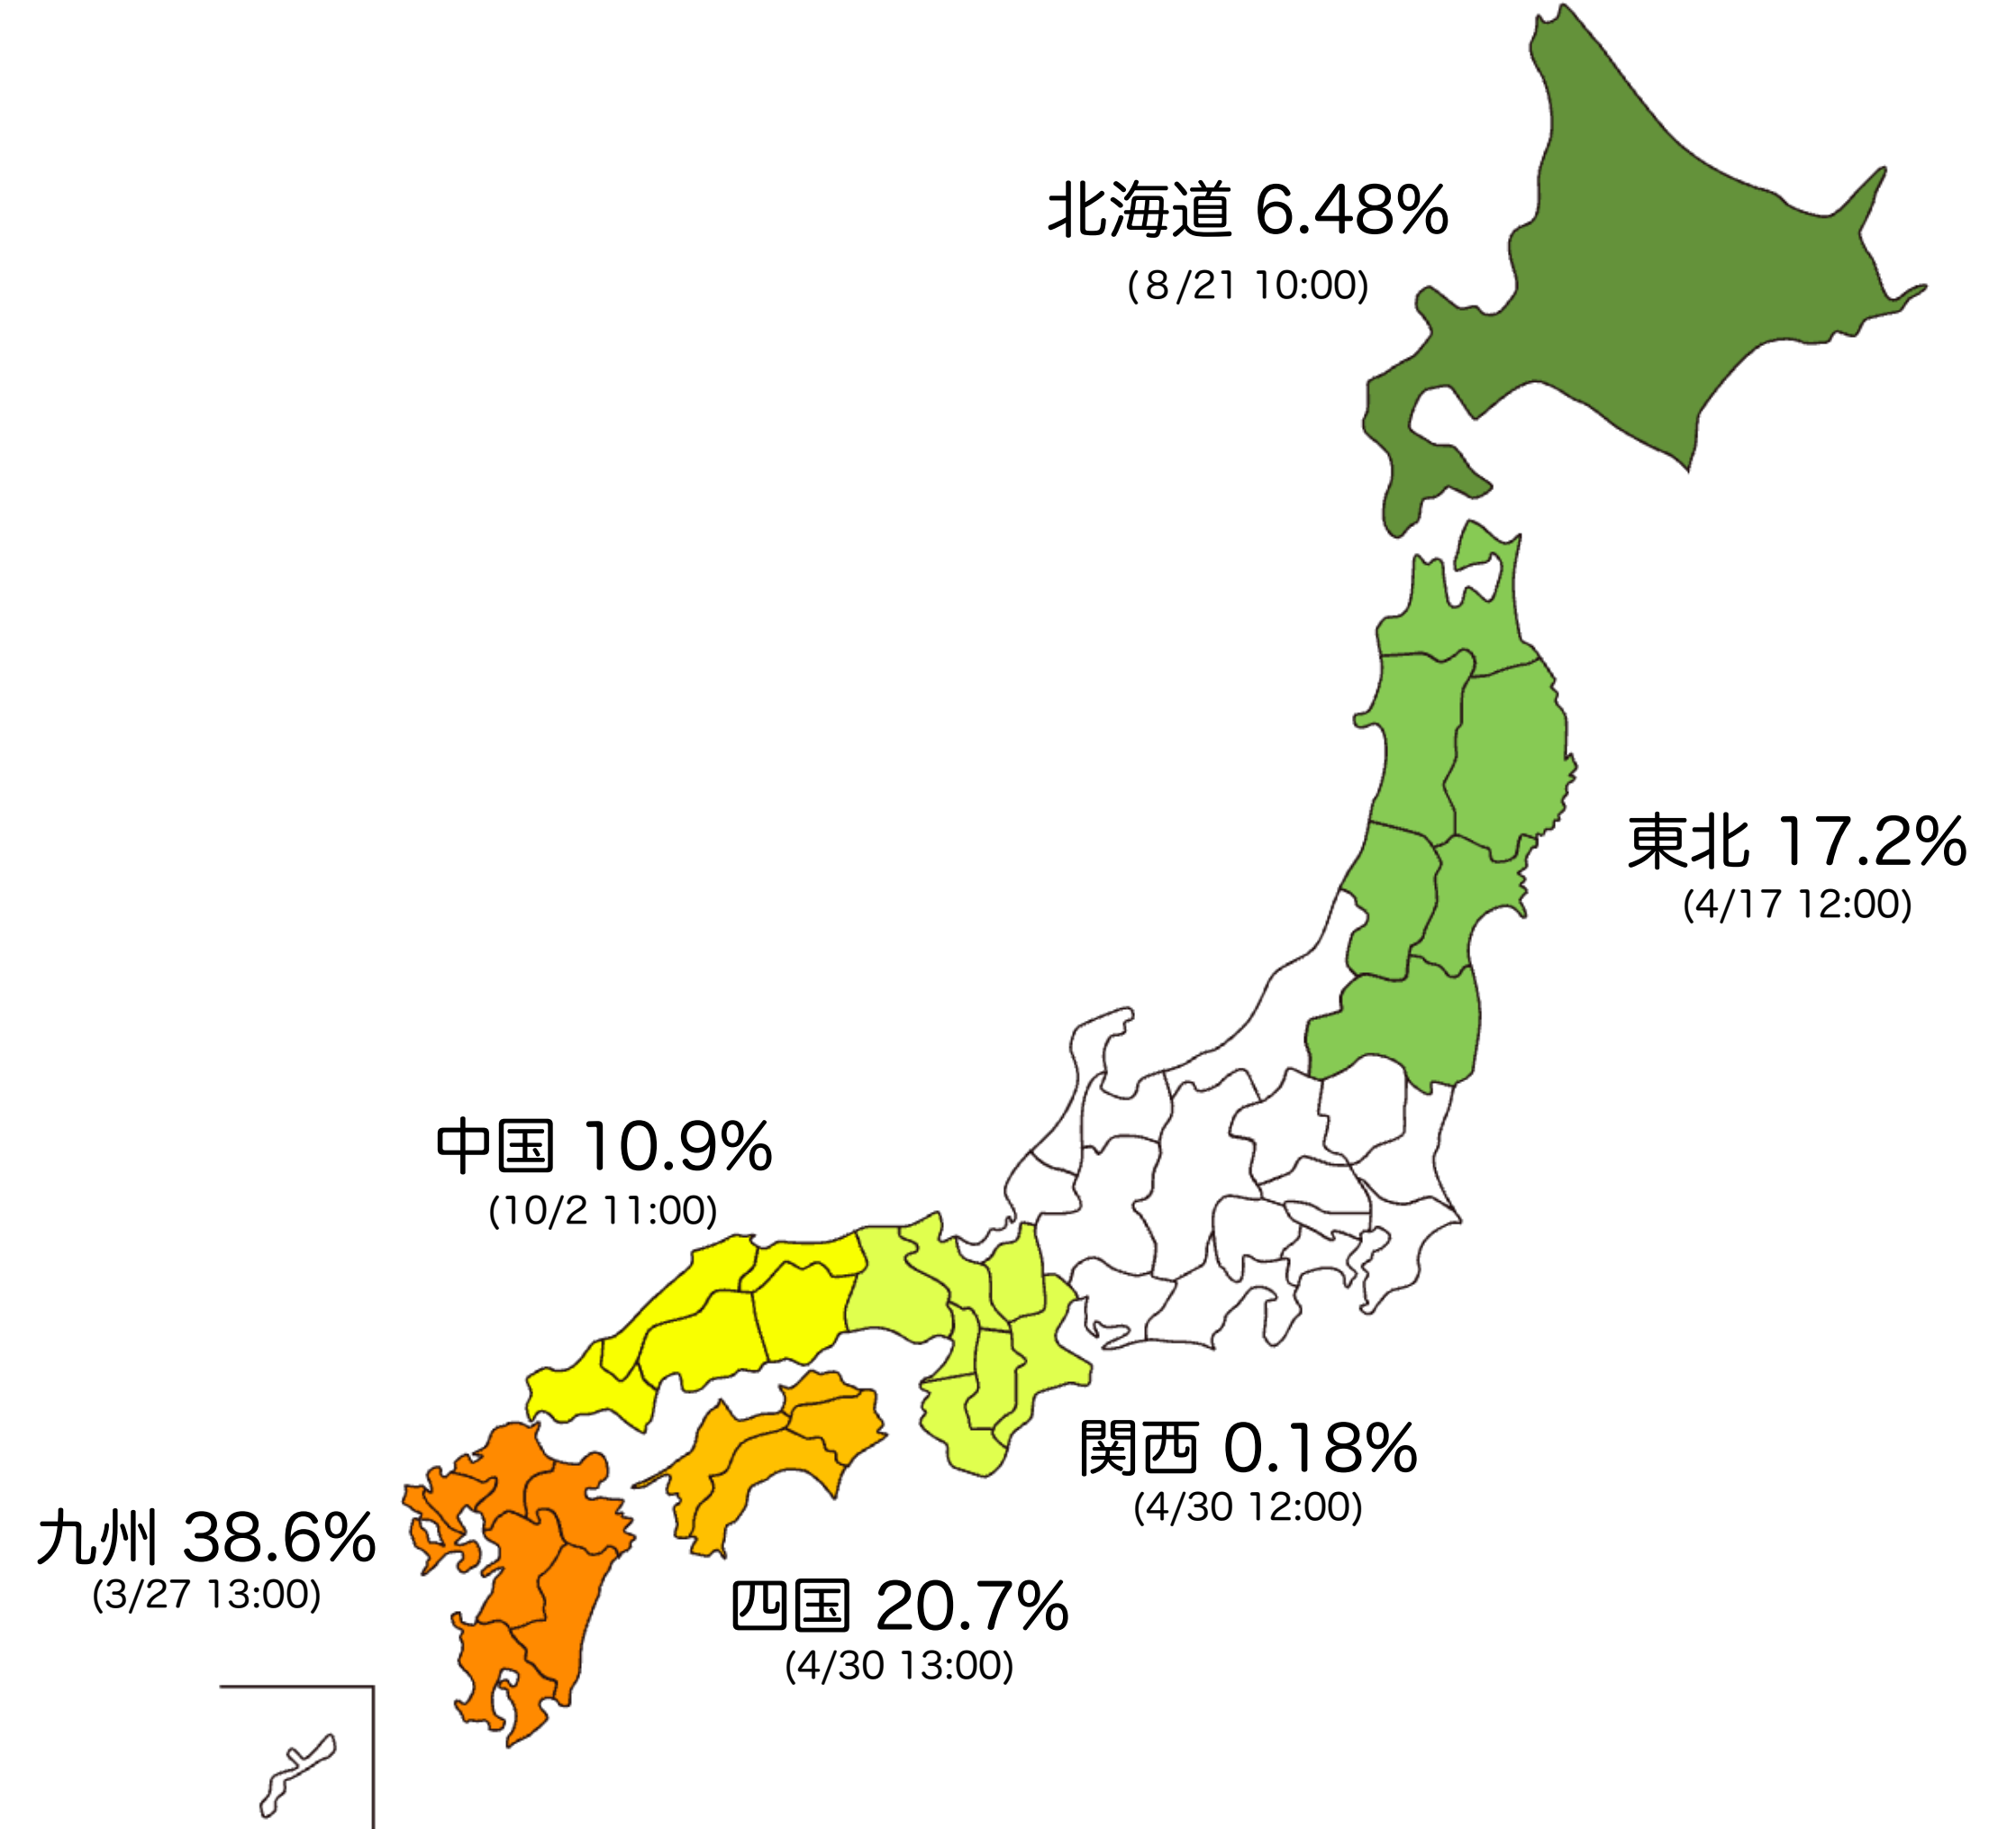 北海道 6.48%
(8/21 10:00)
東北 17.2%
(4/17 12:00)
中国 10.9%
(10/2 11:00)
関西 0.18%
(4/30 12:00)
九州 38.6%
(3/27 13:00)
四国 20.7%
(4/30 13:00)